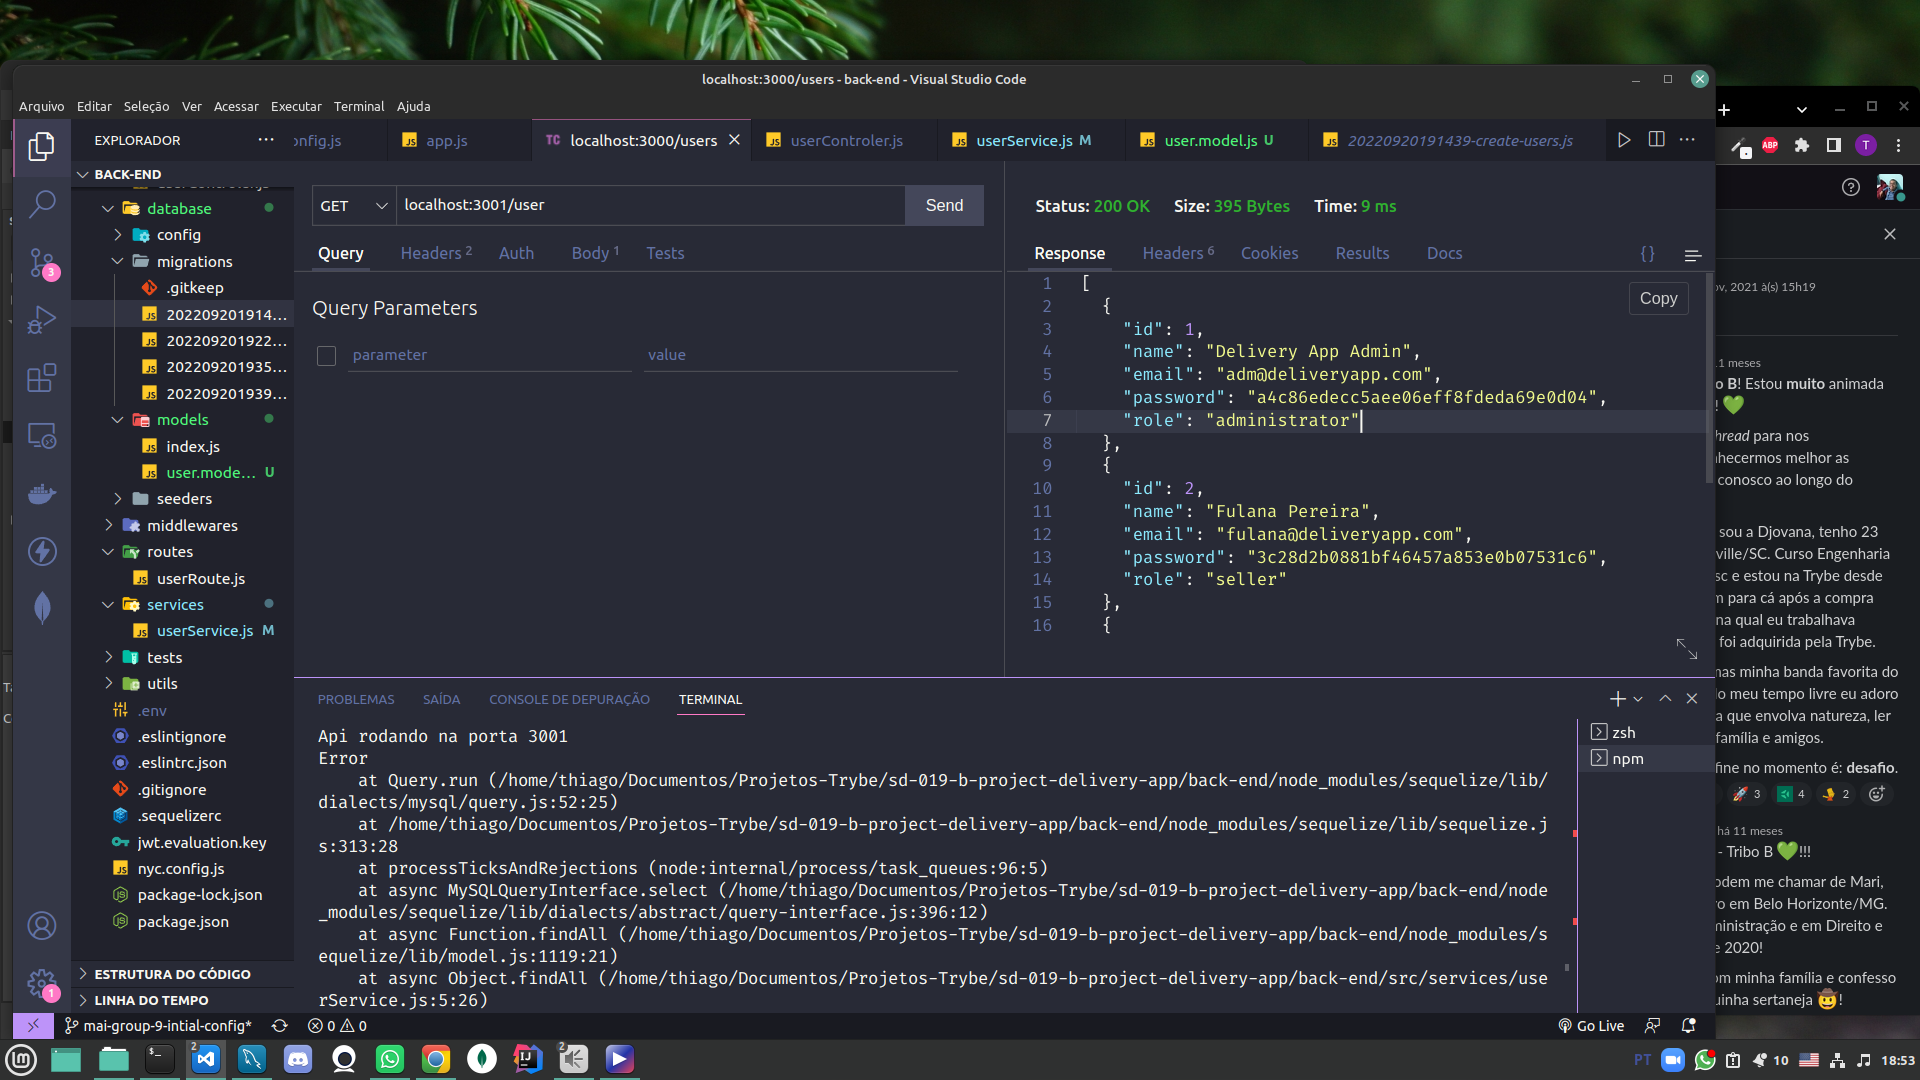 localhost:3000/users - back-end - Visual Studio Code
Arquivo Editar Seleção Ver Acessar Executar Terminal Ajuda
EXPLORADOR
onfig.js
app.js
TC localhost:3000/users
userControler.js
userService.js M
user.model.js U
20220920191439-create-users.js
BACK-END
database
config
migrations
.gitkeep
202209201914...
202209201922...
202209201935...
202209201939...
models
index.js
user.mode... U
seeders
middlewares
routes
userRoute.js
services
userService.js M
tests
utils
.env
.eslintignore
.eslintrc.json
.gitignore
.sequelizerc
jwt.evaluation.key
nyc.config.js
package-lock.json
package.json
ESTRUTURA DO CÓDIGO
LINHA DO TEMPO
3
1
GET localhost:3001/user Send
Query Headers 2 Auth Body 1 Tests
Query Parameters
parameter value
Status: 200 OK Size: 395 Bytes Time: 9 ms
Response Headers 6 Cookies Results Docs {}
Copy
1 [
2 {
3 "id": 1,
4 "name": "Delivery App Admin",
5 "email": "adm@deliveryapp.com",
6 "password": "a4c86edecc5aee06eff8fdeda69e0d04",
7 "role": "administrator"
8 },
9 {
10 "id": 2,
11 "name": "Fulana Pereira",
12 "email": "fulana@deliveryapp.com",
13 "password": "3c28d2b0881bf46457a853e0b07531c6",
14 "role": "seller"
15 },
16 {
PROBLEMAS SAÍDA CONSOLE DE DEPURAÇÃO TERMINAL
Api rodando na porta 3001
Error
at Query.run (/home/thiago/Documentos/Projetos-Trybe/sd-019-b-project-delivery-app/back-end/node_modules/sequelize/lib/
dialects/mysql/query.js:52:25)
at /home/thiago/Documentos/Projetos-Trybe/sd-019-b-project-delivery-app/back-end/node_modules/sequelize/lib/sequelize.j
s:313:28
at processTicksAndRejections (node:internal/process/task_queues:96:5)
at async MySQLQueryInterface.select (/home/thiago/Documentos/Projetos-Trybe/sd-019-b-project-delivery-app/back-end/node
_modules/sequelize/lib/dialects/abstract/query-interface.js:396:12)
at async Function.findAll (/home/thiago/Documentos/Projetos-Trybe/sd-019-b-project-delivery-app/back-end/node_modules/s
equelize/lib/model.js:1119:21)
at async Object.findAll (/home/thiago/Documentos/Projetos-Trybe/sd-019-b-project-delivery-app/back-end/src/services/use
rService.js:5:26)
zsh
npm
mai-group-9-intial-config* 0 0 Go Live
ABP
T
ov, 2021 à(s) 15h19
11 meses
o B! Estou muito animada
!
hread para nos
hecermos melhor as
conosco ao longo do
sou a Djovana, tenho 23
ville/SC. Curso Engenharia
sc e estou na Trybe desde
m para cá após a compra
na qual eu trabalhava
foi adquirida pela Trybe.
mas minha banda favorita do
o meu tempo livre eu adoro
a que envolva natureza, ler
família e amigos.
fine no momento é: desafio.
3 4 2
há 11 meses
- Tribo B !!!
odem me chamar de Mari,
o em Belo Horizonte/MG.
ministração e em Direito e
e 2020!
om minha família e confesso
uinha sertaneja !
2
2
PT
10
18:53